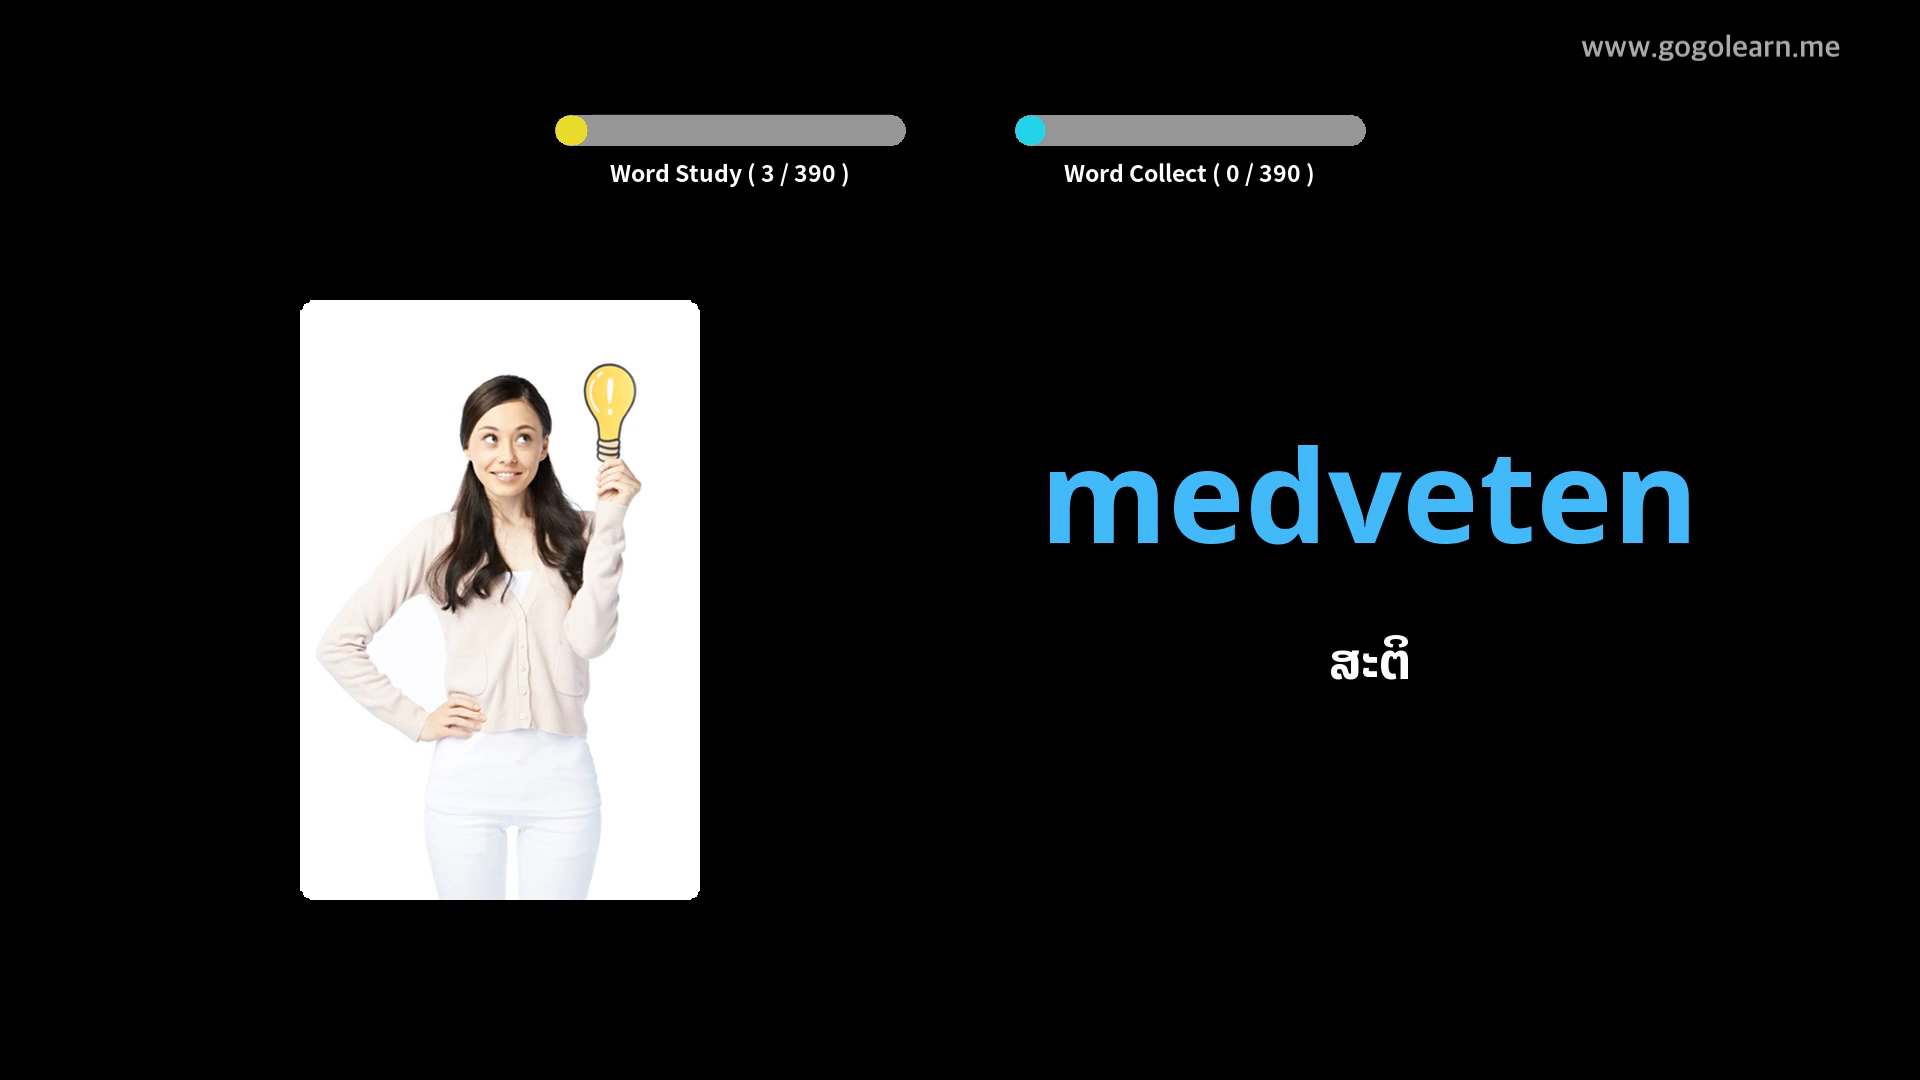 www.gogolearn.me
Word Study ( 3 / 390 )
Word Collect ( 0 / 390 )
medveten
ສະຕິ